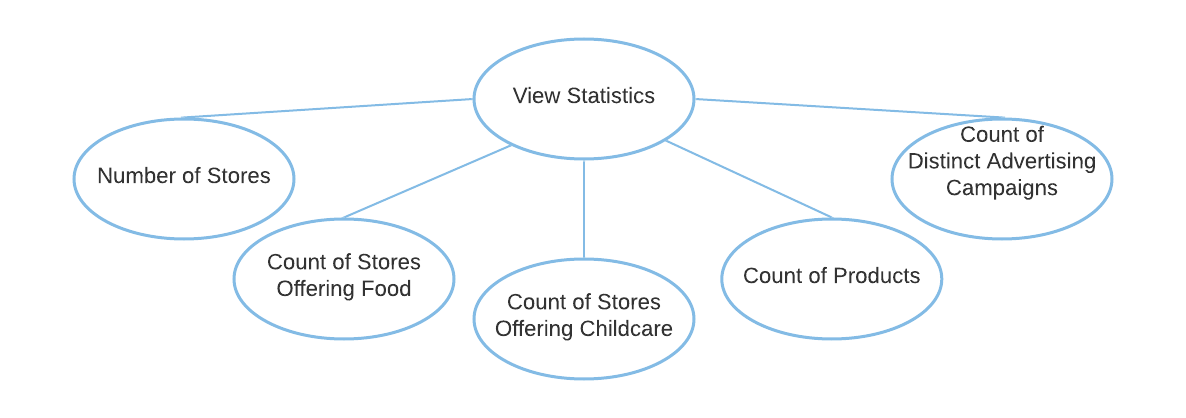 View Statistics
Number of Stores
Count of Stores
Offering Food
Count of Stores
Offering Childcare
Count of Products
Count of
Distinct Advertising
Campaigns